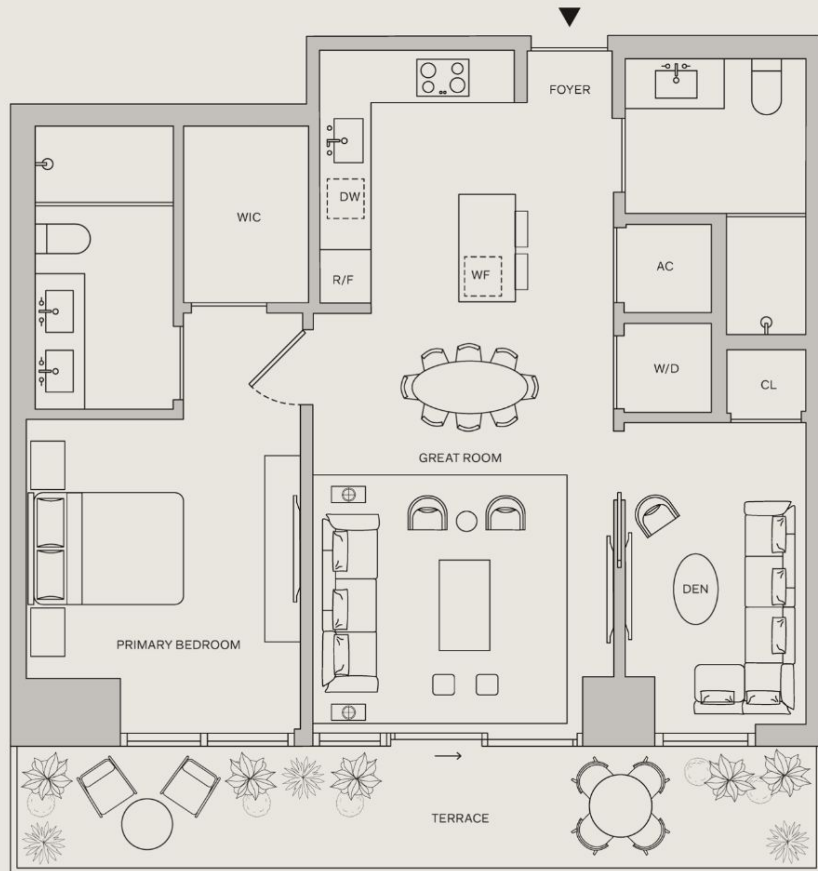 FOYER
WIC
DW
R/F
WF
AC
W/D
CL
GREAT ROOM
DEN
PRIMARY BEDROOM
TERRACE